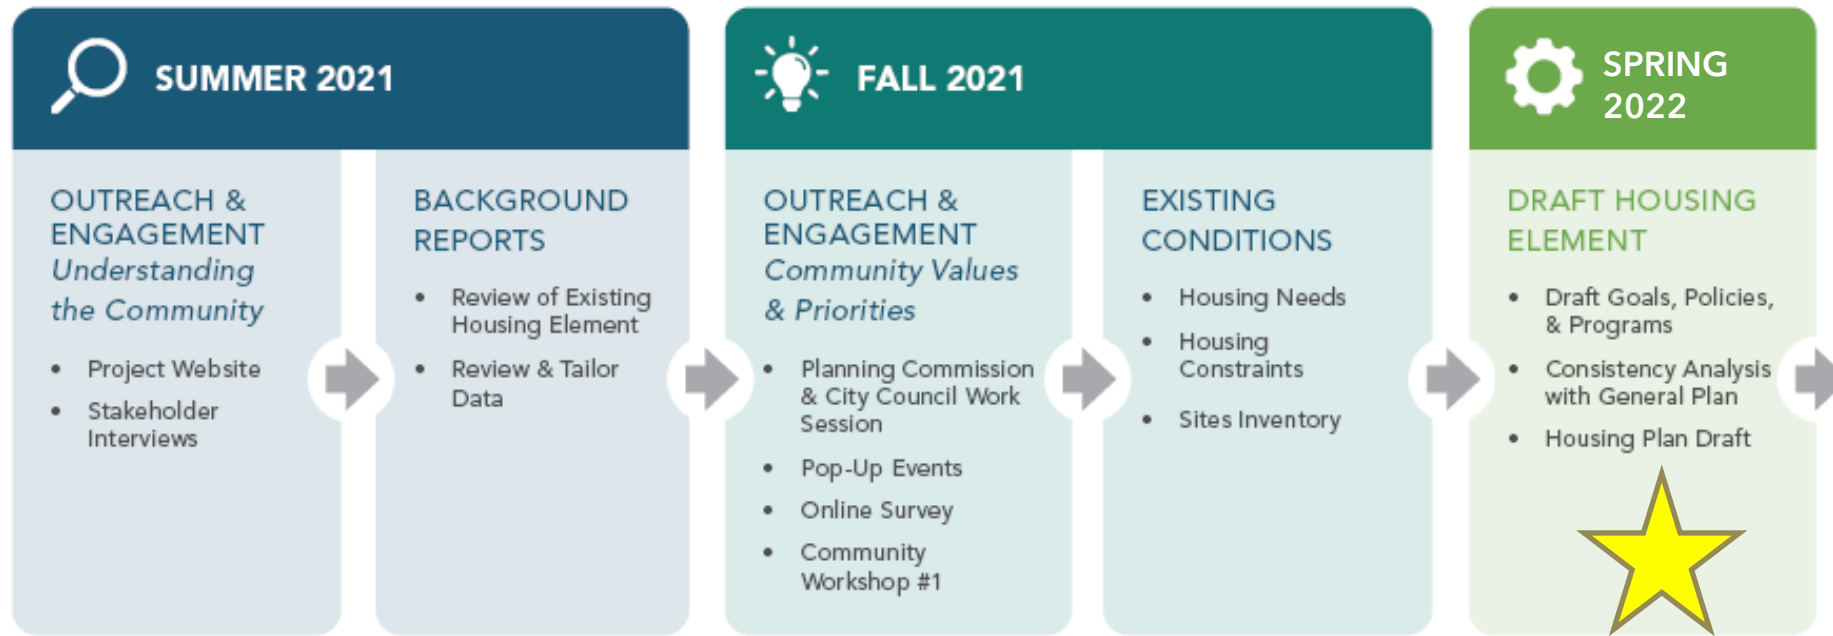 SUMMER 2021
OUTREACH &
ENGAGEMENT
Understanding
the Community
• Project Website
• Stakeholder
Interviews
BACKGROUND
REPORTS
• Review of Existing
Housing Element
• Review & Tailor
Data
FALL 2021
OUTREACH &
ENGAGEMENT
Community Values
& Priorities
• Planning Commission
& City Council Work
Session
• Pop-Up Events
• Online Survey
• Community
Workshop #1
EXISTING
CONDITIONS
• Housing Needs
• Housing
Constraints
• Sites Inventory
SPRING
2022
DRAFT HOUSING
ELEMENT
• Draft Goals, Policies,
& Programs
• Consistency Analysis
with General Plan
• Housing Plan Draft